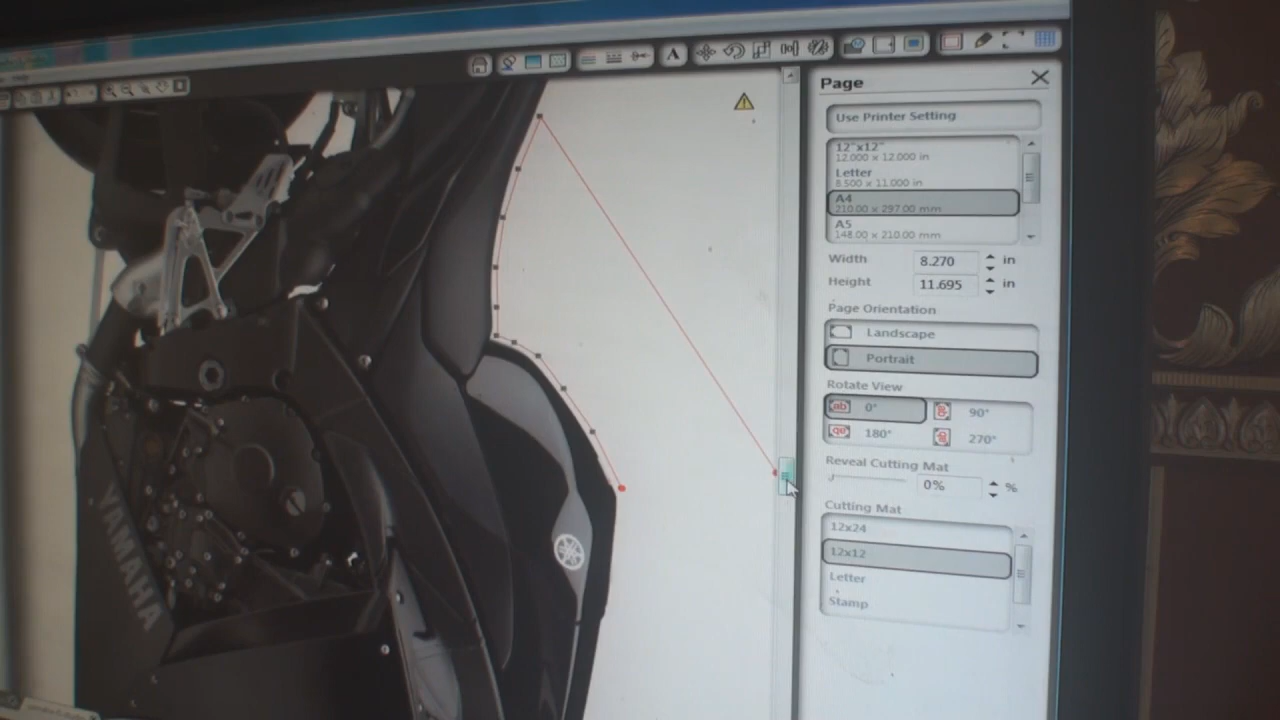 Page
Use Printer Setting
12"x12"
12.000 x 12.000 in
Letter
8.500 x 11.000 in
A4
210.00 x 297.00 mm
A5
148.00 x 210.00 mm
Width 8.270 in
Height 11.695 in
Page Orientation
Landscape
Portrait
Rotate View
ab 0° 90°
180° 270°
Reveal Cutting Mat
0% %
Cutting Mat
12x24
12x12
Letter
Stamp
A
YAMAHA